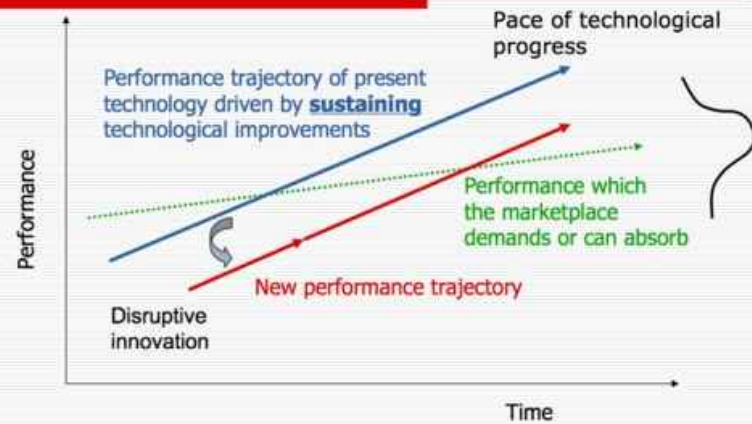 Pace of technological
progress
Performance trajectory of present
technology driven by sustaining
technological improvements
Performance
Performance which
the marketplace
demands or can absorb
New performance trajectory
Disruptive
innovation
Time